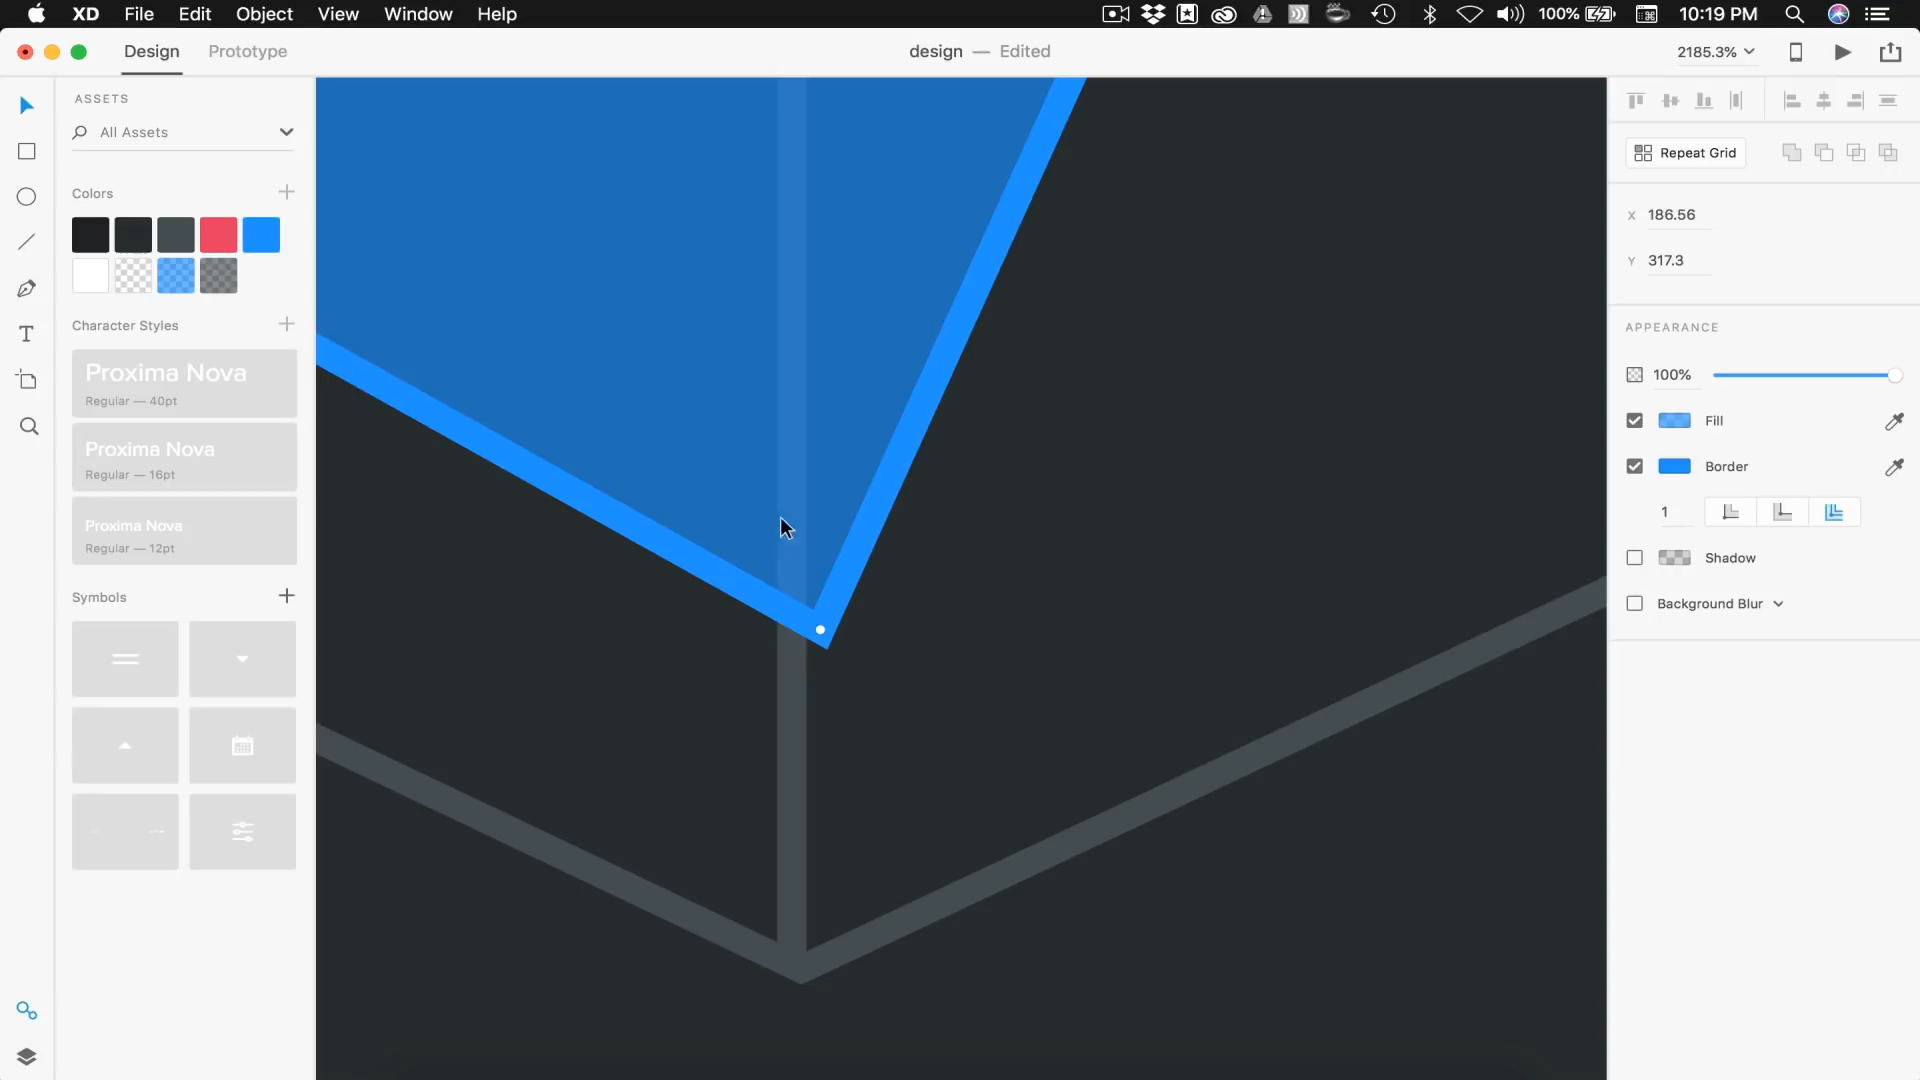 XD File Edit Object View Window Help 100% 10:19 PM
Design Prototype design — Edited 2185.3%
ASSETS
All Assets
Colors
Character Styles
Proxima Nova
Regular — 40pt
Proxima Nova
Regular — 16pt
Proxima Nova
Regular — 12pt
Symbols
T
Repeat Grid
X 186.56
Y 317.3
APPEARANCE
100%
Fill
Border
1
Shadow
Background Blur